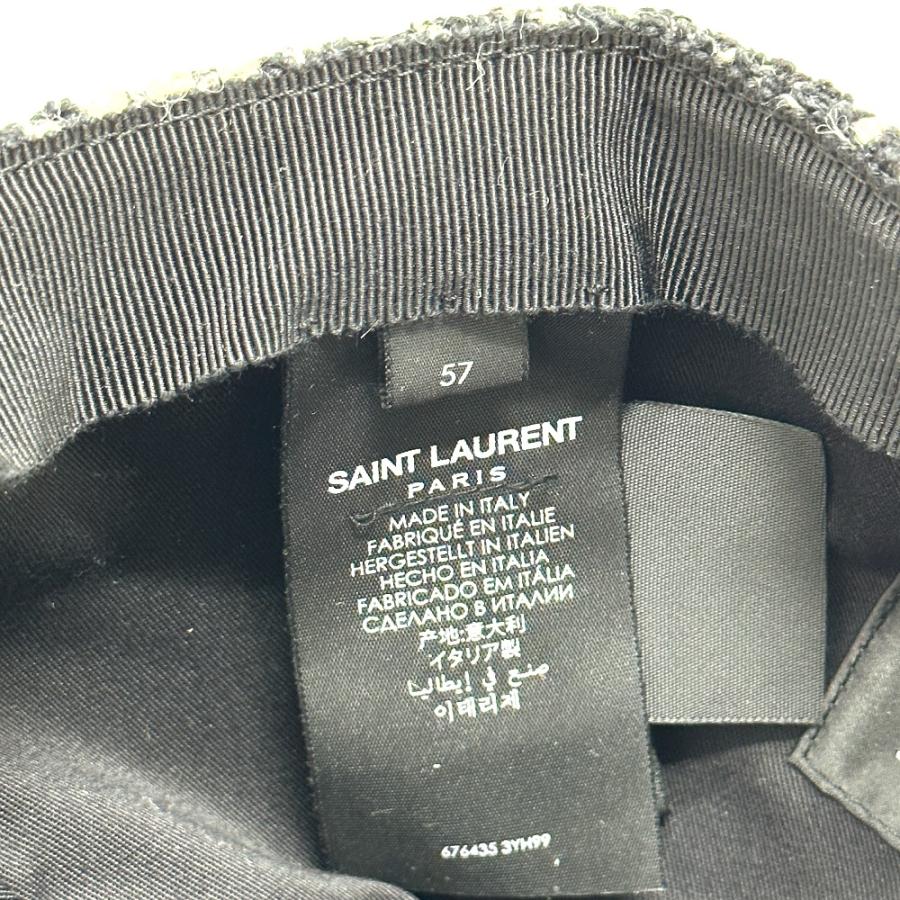 57
SAINT LAURENT
PARIS
MADE IN ITALY
FABRIQUÉ EN ITALIE
HERGESTELLT IN ITALIEN
HECHO EN ITALIA
FABRICADO EM ITÁLIA
СДЕЛАНО В ИТАЛИИ
产地:意大利
イタリア製
صنع في إيطاليا
이태리제
676435 3YH99